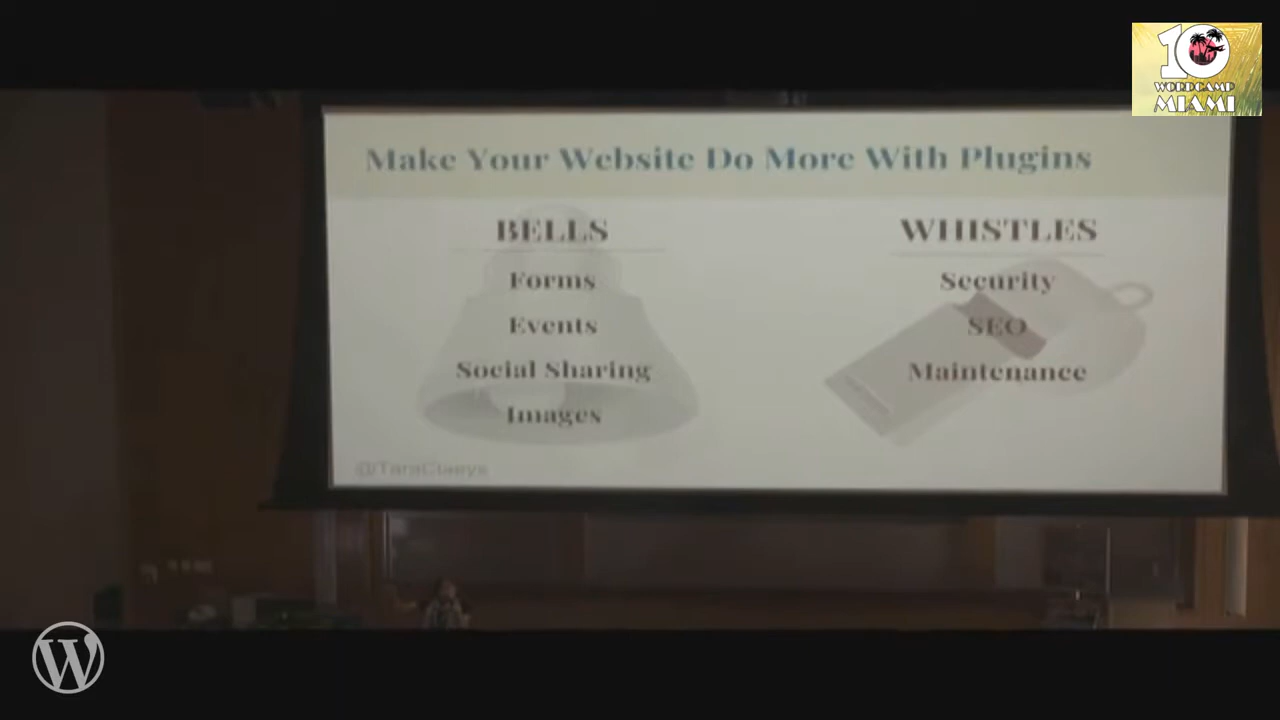 10
WORDCAMP
MIAMI
Make Your Website Do More With Plugins
BELLS
Forms
Events
Social Sharing
Images
WHISTLES
Security
SEO
Maintenance
@TaraClaeys
W